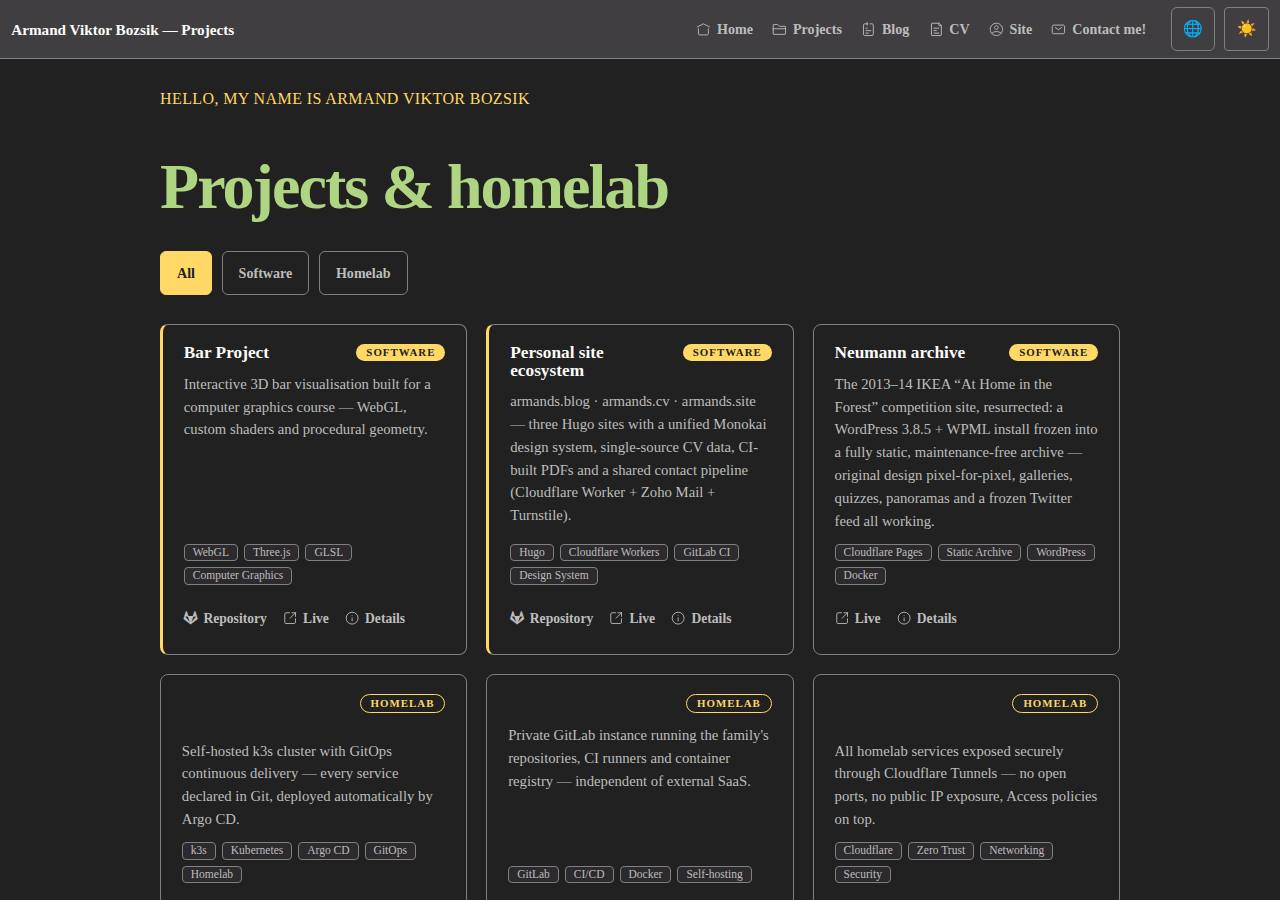 Armand Viktor Bozsik — Projects
Home
Projects
Blog
CV
Site
Contact me!
HELLO, MY NAME IS ARMAND VIKTOR BOZSIK
Projects & homelab
All
Software
Homelab
Bar Project
SOFTWARE
Interactive 3D bar visualisation built for a
computer graphics course — WebGL,
custom shaders and procedural geometry.
WebGL
Three.js
GLSL
Computer Graphics
Repository
Live
Details
Personal site
ecosystem
SOFTWARE
armands.blog · armands.cv · armands.site
— three Hugo sites with a unified Monokai
design system, single-source CV data, CI-
built PDFs and a shared contact pipeline
(Cloudflare Worker + Zoho Mail +
Turnstile).
Hugo
Cloudflare Workers
GitLab CI
Design System
Repository
Live
Details
Neumann archive
SOFTWARE
The 2013–14 IKEA “At Home in the
Forest” competition site, resurrected: a
WordPress 3.8.5 + WPML install frozen into
a fully static, maintenance-free archive —
original design pixel-for-pixel, galleries,
quizzes, panoramas and a frozen Twitter
feed all working.
Cloudflare Pages
Static Archive
WordPress
Docker
Live
Details
HOMELAB
Self-hosted k3s cluster with GitOps
continuous delivery — every service
declared in Git, deployed automatically by
Argo CD.
k3s
Kubernetes
Argo CD
GitOps
Homelab
HOMELAB
Private GitLab instance running the family's
repositories, CI runners and container
registry — independent of external SaaS.
GitLab
CI/CD
Docker
Self-hosting
HOMELAB
All homelab services exposed securely
through Cloudflare Tunnels — no open
ports, no public IP exposure, Access policies
on top.
Cloudflare
Zero Trust
Networking
Security